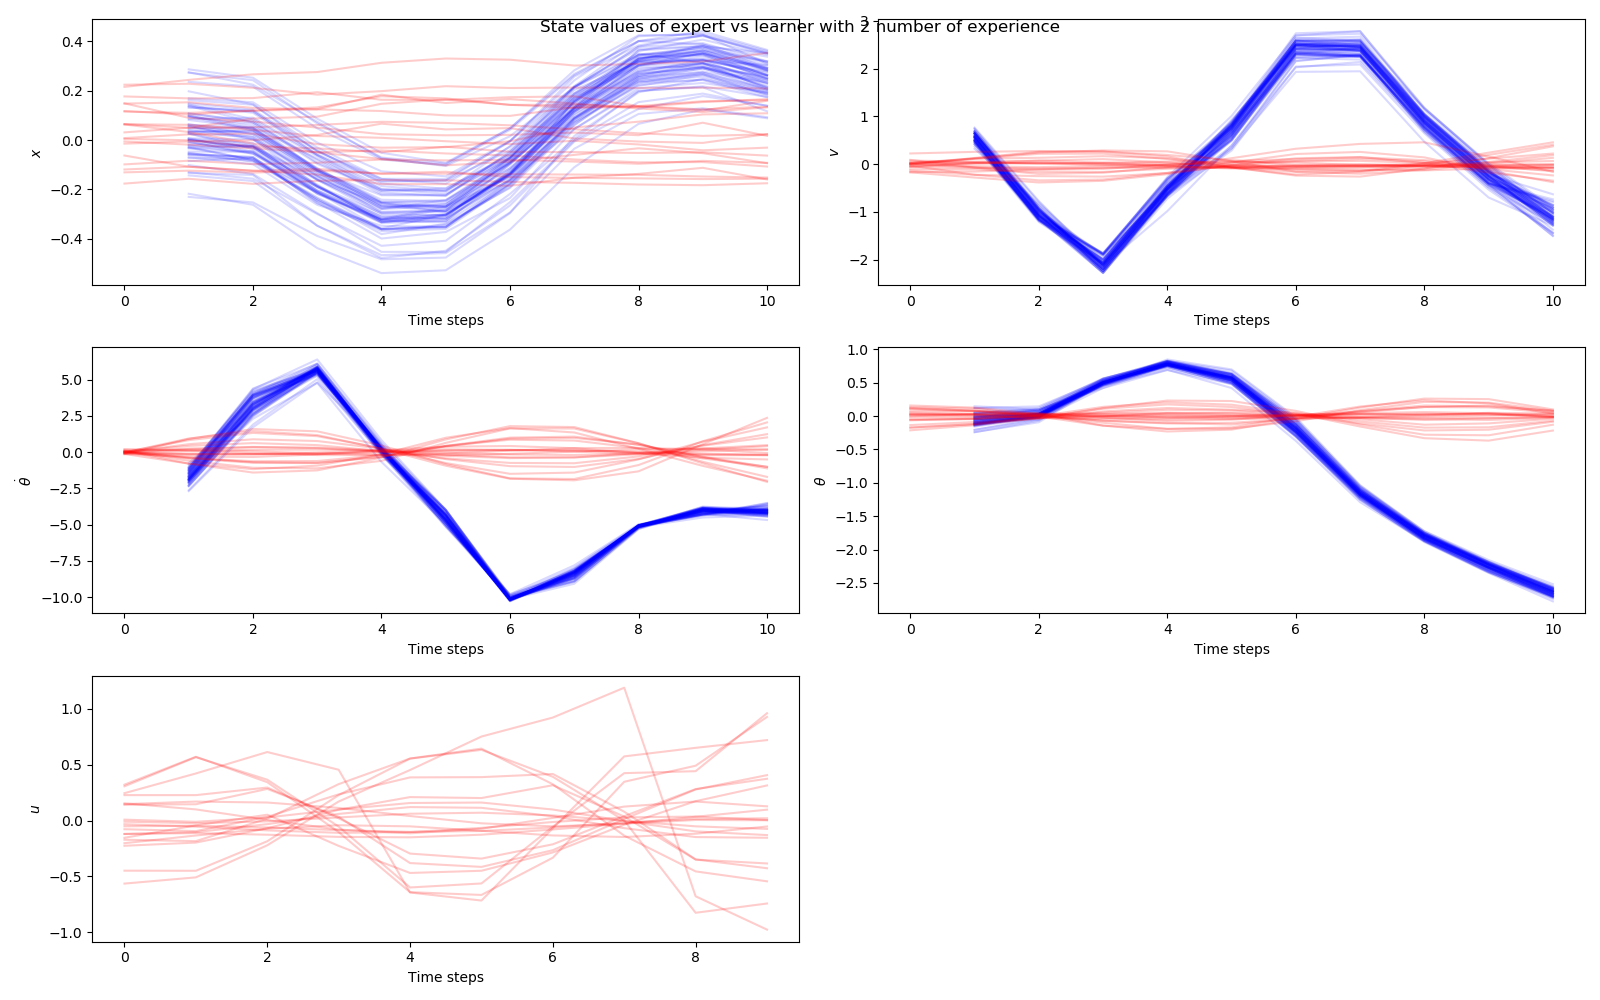 State values of expert vs learner with 2 number of experience
0.4
0.2
0.0
−0.2
−0.4
x
0 2 4 6 8 10
Time steps
3
2
1
0
−1
−2
v
0 2 4 6 8 10
Time steps
5.0
2.5
0.0
−2.5
−5.0
−7.5
−10.0
θ̇
0 2 4 6 8 10
Time steps
1.0
0.5
0.0
−0.5
−1.0
−1.5
−2.0
−2.5
θ
0 2 4 6 8 10
Time steps
1.0
0.5
0.0
−0.5
−1.0
u
0 2 4 6 8
Time steps